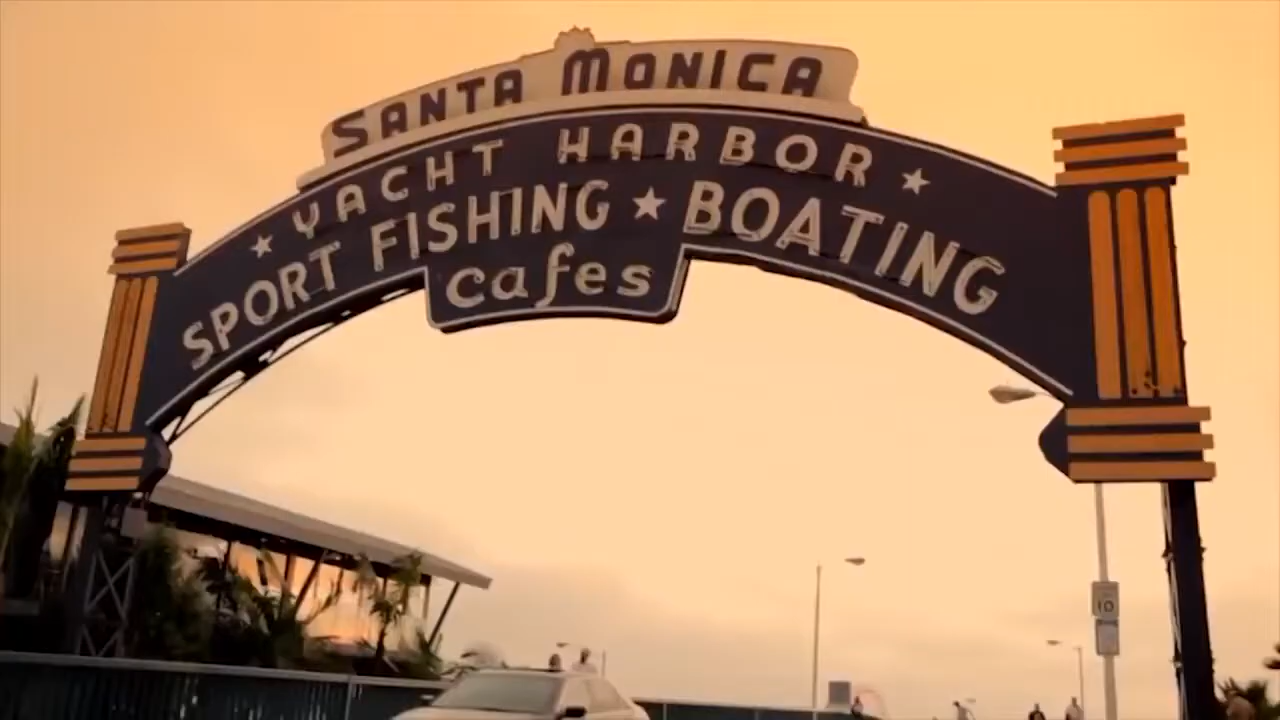 SANTA MONICA
YACHT HARBOR
SPORT FISHING ★ BOATING
cafes
10